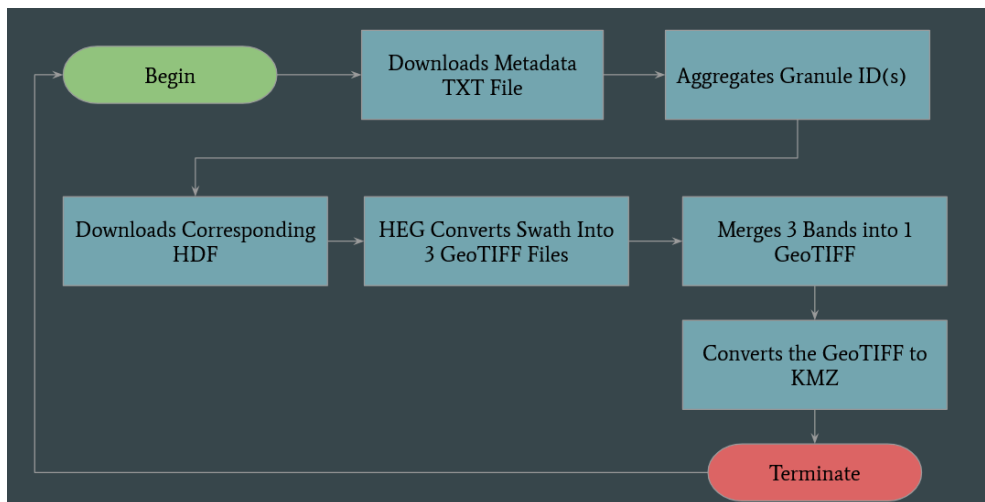 Begin
Downloads Metadata
TXT File
Aggregates Granule ID(s)
Downloads Corresponding
HDF
HEG Converts Swath Into
3 GeoTIFF Files
Merges 3 Bands into 1
GeoTIFF
Converts the GeoTIFF to
KMZ
Terminate